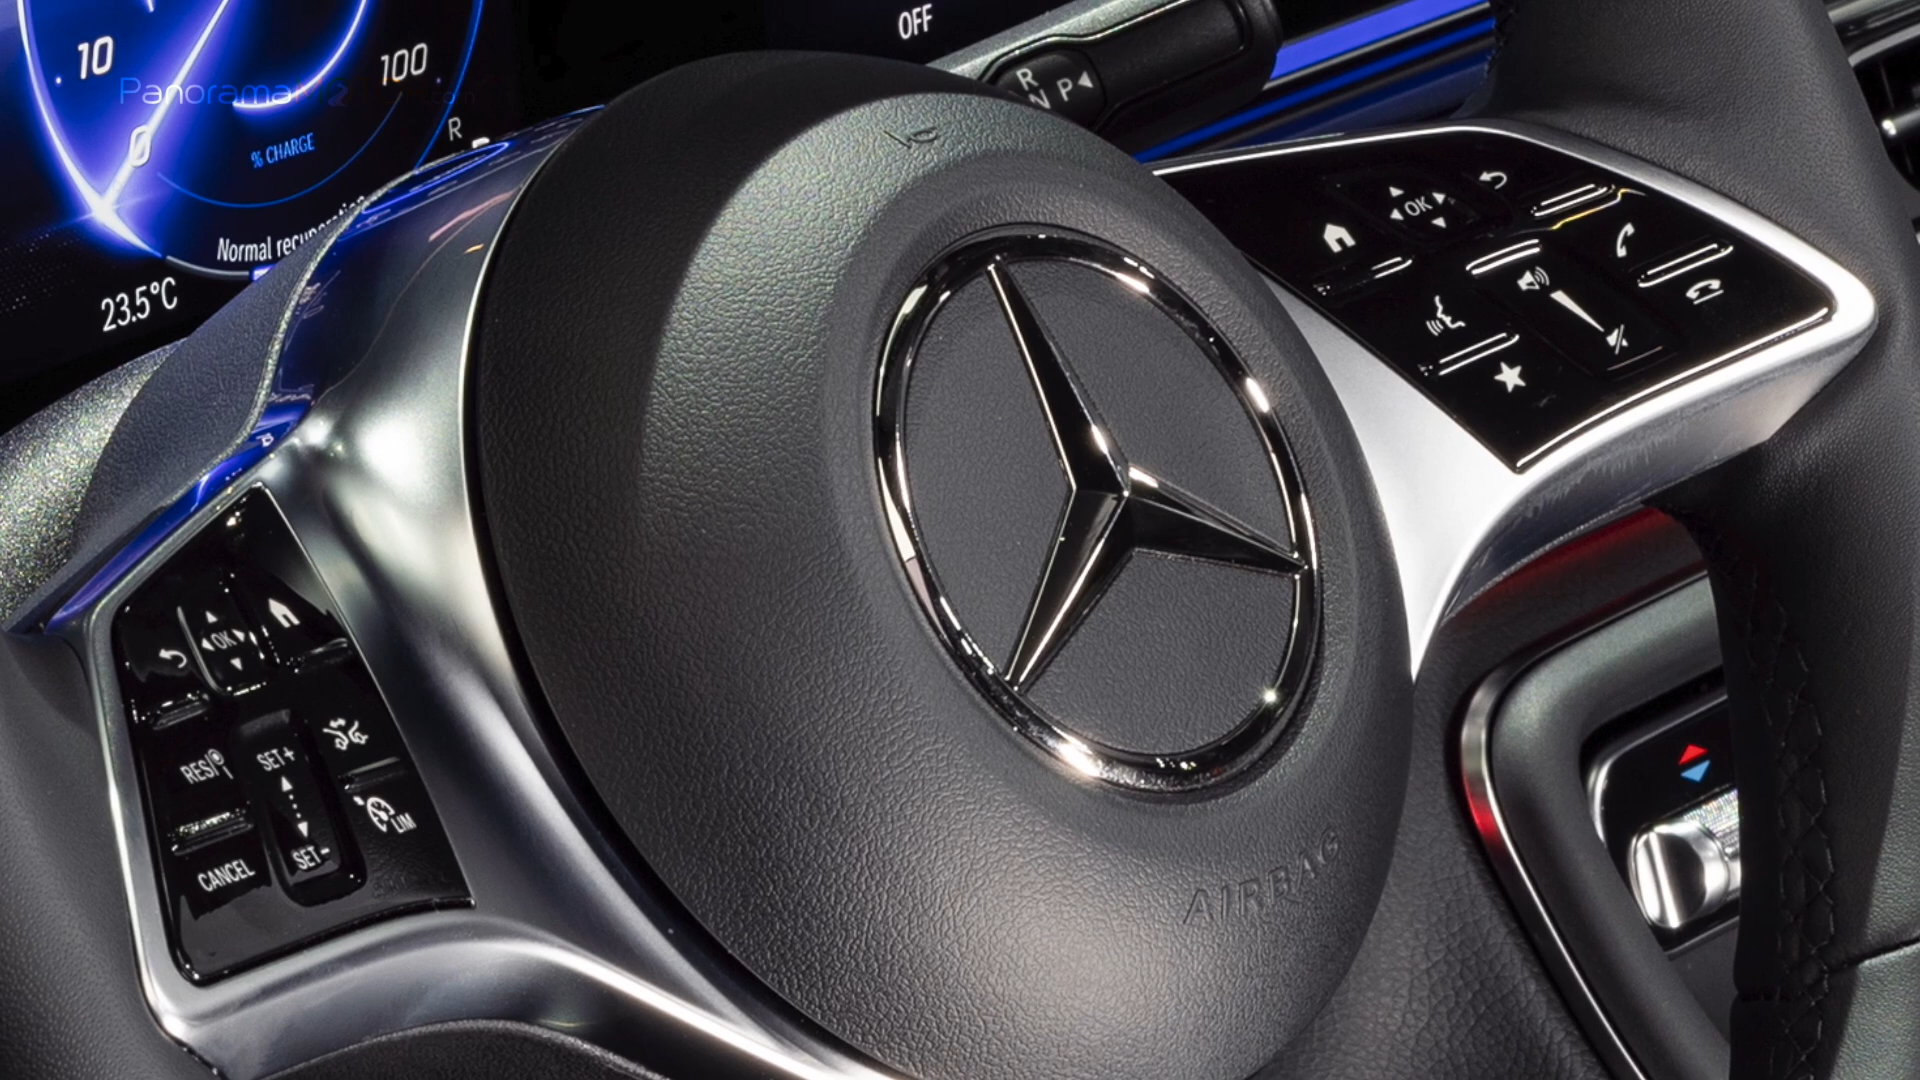 OFF
10
100
R
N P
Panorama
0
% CHARGE
R
Normal recuperation
23.5°C
OK
OK
RES
SET+
LIM
SET-
CANCEL
AIRBAG